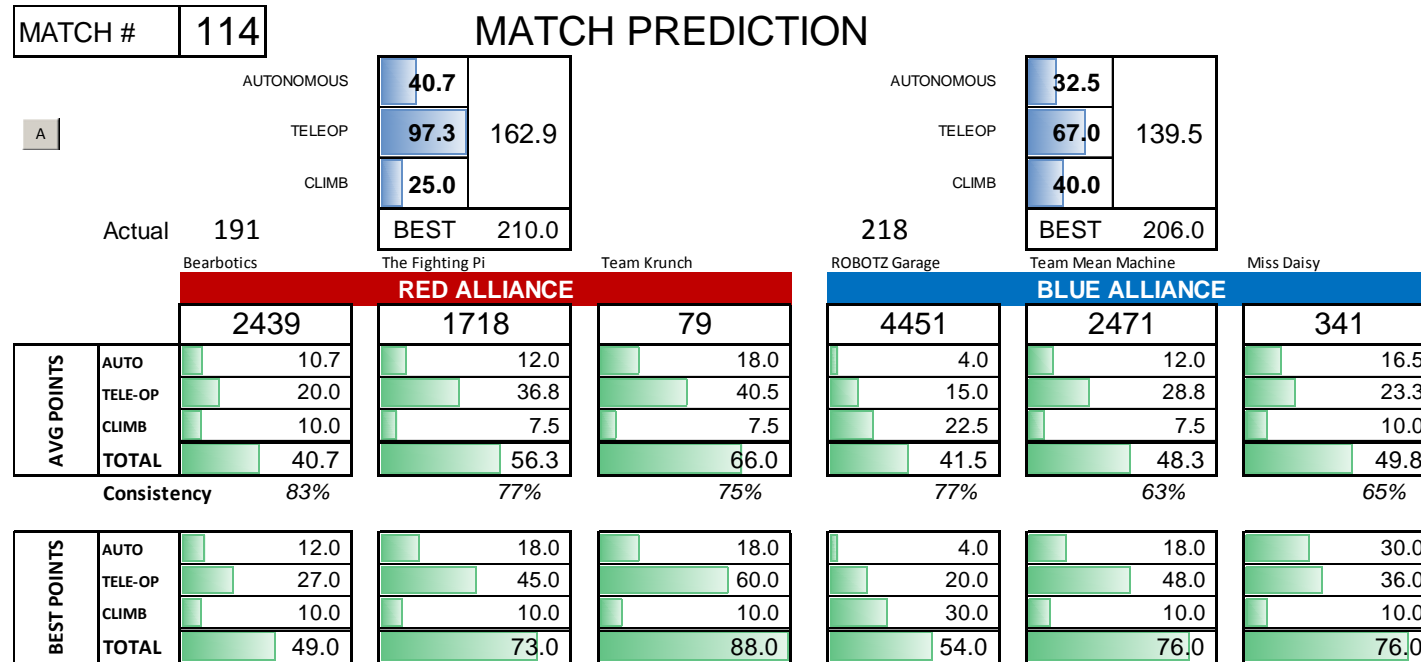 MATCH # 114 MATCH PREDICTION
AUTONOMOUS 40.7 AUTONOMOUS 32.5
A TELEOP 97.3 162.9 TELEOP 67.0 139.5
CLIMB 25.0 CLIMB 40.0
Actual 191 BEST 210.0 218 BEST 206.0
Bearbotics The Fighting Pi Team Krunch ROBOTZ Garage Team Mean Machine Miss Daisy
RED ALLIANCE BLUE ALLIANCE
2439 1718 79 4451 2471 341
AVG POINTS
AUTO 10.7 12.0 18.0 4.0 12.0 16.5
TELE-OP 20.0 36.8 40.5 15.0 28.8 23.3
CLIMB 10.0 7.5 7.5 22.5 7.5 10.0
TOTAL 40.7 56.3 66.0 41.5 48.3 49.8
Consistency 83% 77% 75% 77% 63% 65%
BEST POINTS
AUTO 12.0 18.0 18.0 4.0 18.0 30.0
TELE-OP 27.0 45.0 60.0 20.0 48.0 36.0
CLIMB 10.0 10.0 10.0 30.0 10.0 10.0
TOTAL 49.0 73.0 88.0 54.0 76.0 76.0